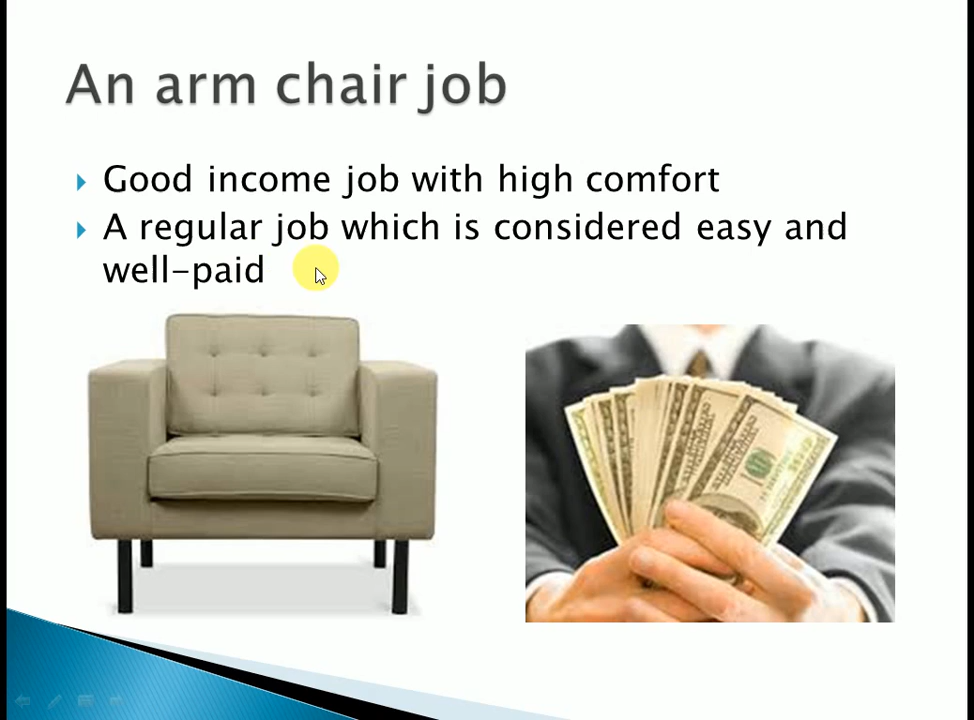 An arm chair job
Good income job with high comfort
A regular job which is considered easy and
well-paid